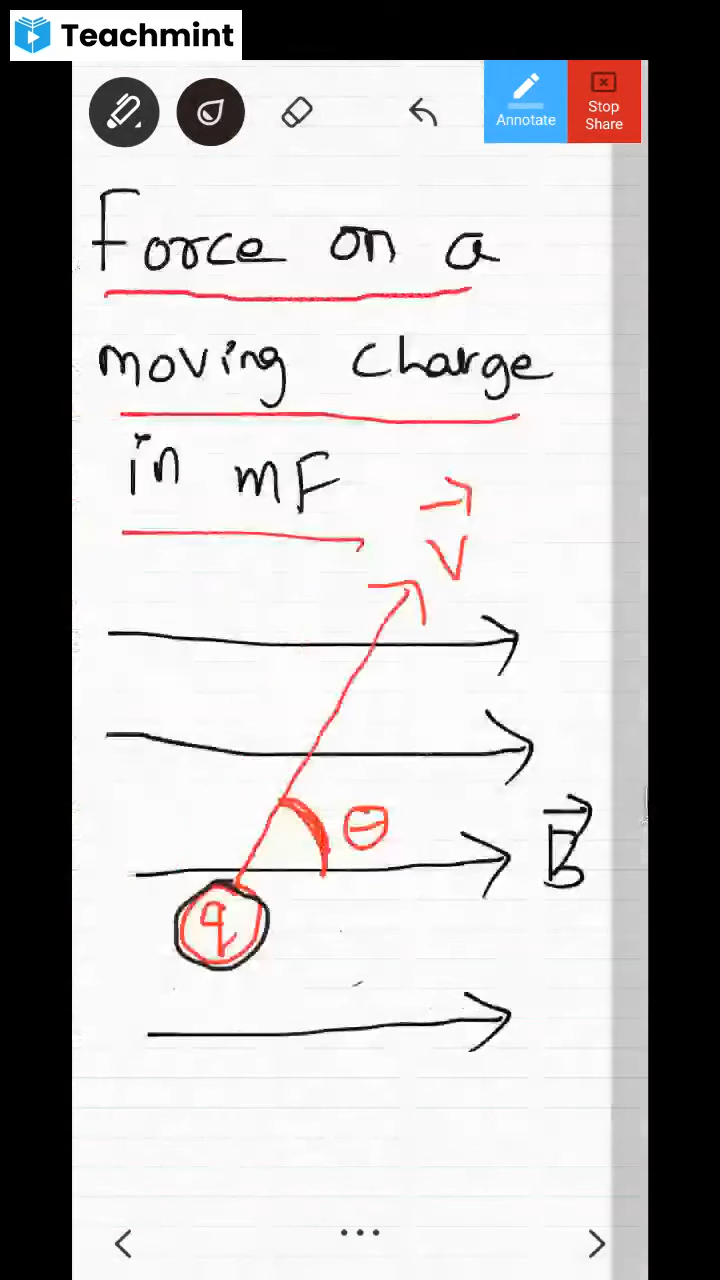 Teachmint
Annotate
Stop
Share
Force on a
moving charge
in MF
V
θ
B
q